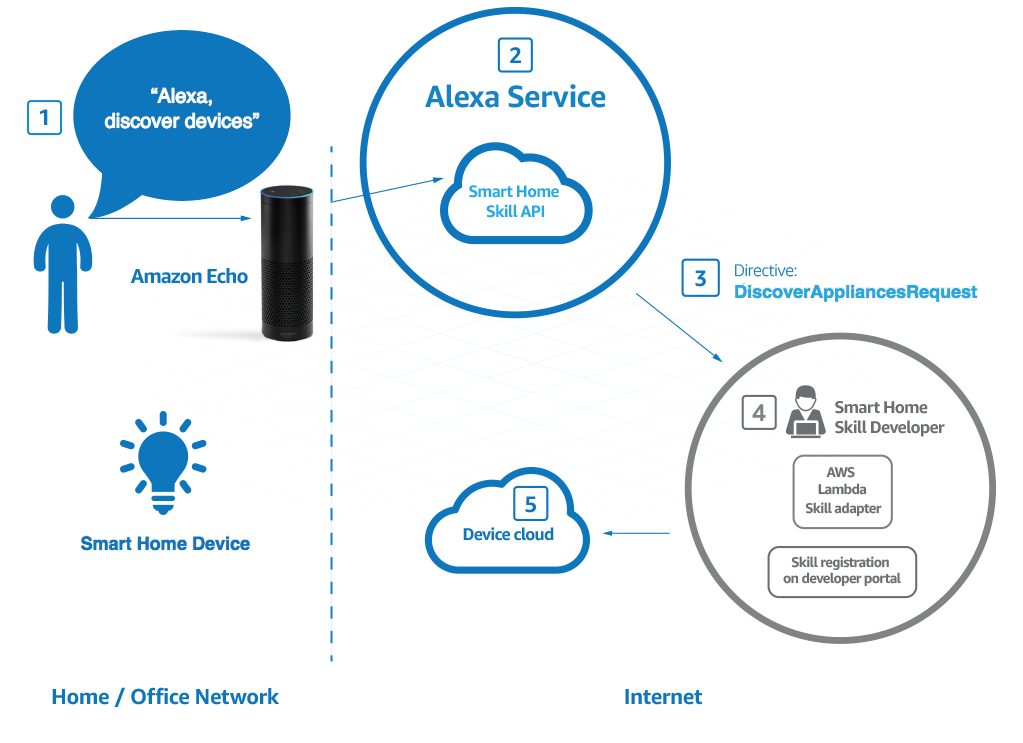 1
“Alexa,
discover devices”
Amazon Echo
2
Alexa Service
Smart Home
Skill API
3
Directive:
DiscoverAppliancesRequest
4
Smart Home
Skill Developer
AWS
Lambda
Skill adapter
Skill registration
on developer portal
5
Device cloud
Smart Home Device
Home / Office Network
Internet